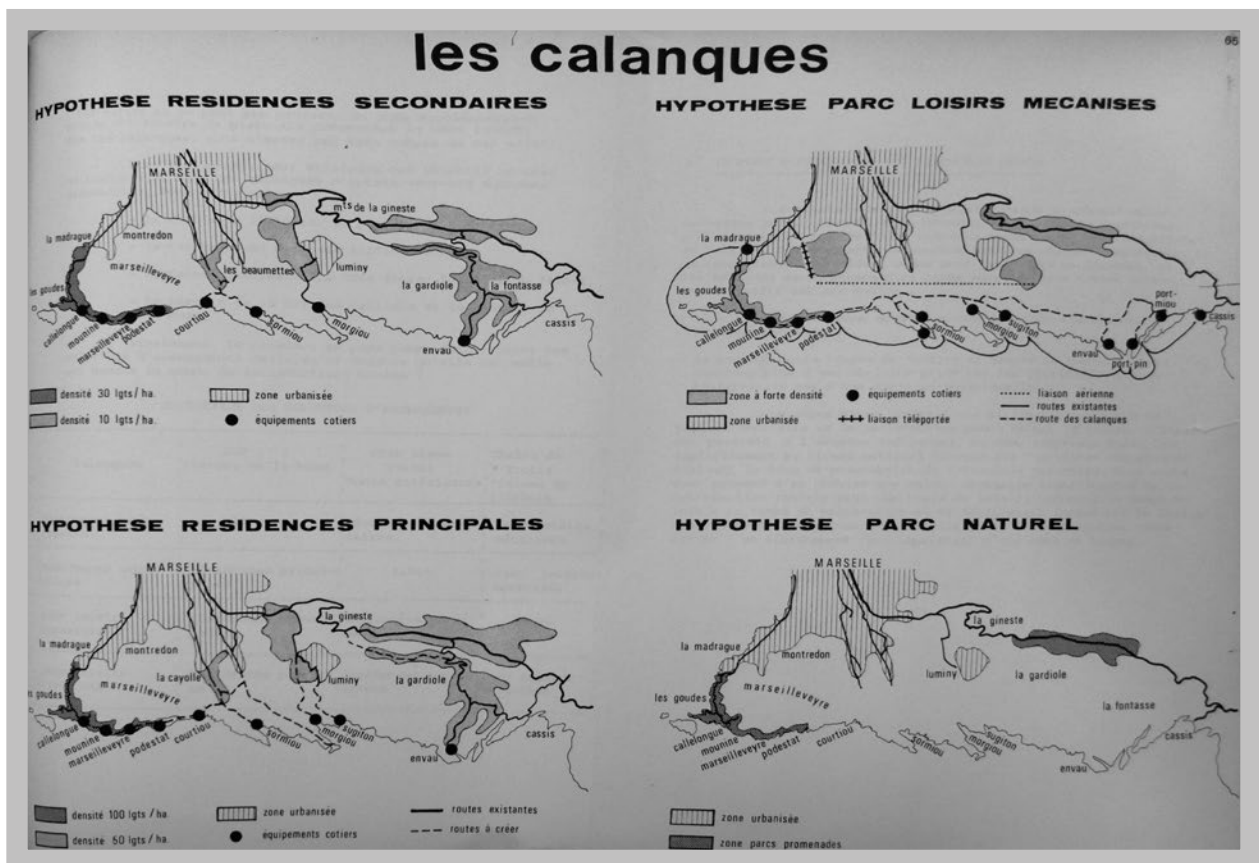 les calanques
65
HYPOTHESE RESIDENCES SECONDAIRES
MARSEILLE
mts de la gineste
la madrague
montredon
marseilleveyre
les beaumettes
luminy
la gardiole
la fontasse
les goudes
callelongue
mounine
marseilleveyre
podestat
courtiou
sormiou
morgiou
envau
cassis
densité 30 lgts/ha.
zone urbanisée
densité 10 lgts/ha.
équipements cotiers
HYPOTHESE PARC LOISIRS MECANISES
MARSEILLE
la madrague
les goudes
callelongue
mounine
marseilleveyre
podestat
sormiou
morgiou
sugiton
envau
port-pin
port-miou
cassis
zone à forte densité
équipements cotiers
liaison aérienne
routes existantes
zone urbanisée
liaison téléportée
route des calanques
HYPOTHESE RESIDENCES PRINCIPALES
MARSEILLE
la gineste
la madrague
montredon
la cayolle
luminy
la gardiole
marseilleveyre
n goudes
callelongue
mounine
marseilleveyre
podestat
courtiou
sormiou
morgiou
sugiton
envau
cassis
densité 100 lgts/ha.
zone urbanisée
routes existantes
densité 50 lgts/ha.
équipements cotiers
routes à créer
HYPOTHESE PARC NATUREL
MARSEILLE
la gineste
la madrague
montredon
luminy
la gardiole
les goudes
marseilleveyre
la fontasse
callelongue
mounine
marseilleveyre
podestat
courtiou
sormiou
morgiou
sugiton
envau
cassis
zone urbanisée
zone parcs promenades